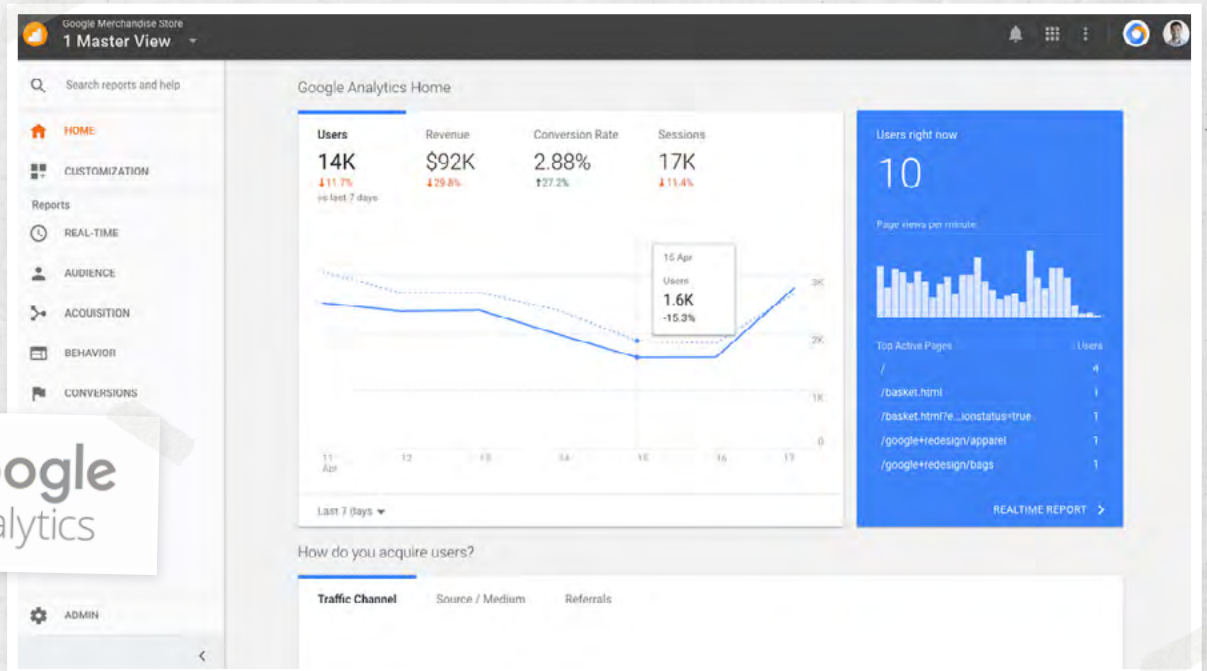 Google Merchandise Store
1 Master View
Search reports and help
HOME
CUSTOMIZATION
Reports
REAL-TIME
AUDIENCE
ACQUISITION
BEHAVIOR
CONVERSIONS
ogle
alytics
ADMIN
Google Analytics Home
Users Revenue Conversion Rate Sessions
14K $92K 2.88% 17K
↓11.7% ↓29.8% ↑27.2% ↓11.4%
vs last 7 days
15 Apr
Users
1.6K
-15.3%
3K
2K
1K
0
11 12 13 14 15 16 17
Apr
Last 7 days
Users right now
10
Page views per minute
Top Active Pages Users
/ 4
/basket.html 1
/basket.html?e...ionstatus=true 1
/google+redesign/apparel 1
/google+redesign/bags 1
REALTIME REPORT
How do you acquire users?
Traffic Channel Source / Medium Referrals